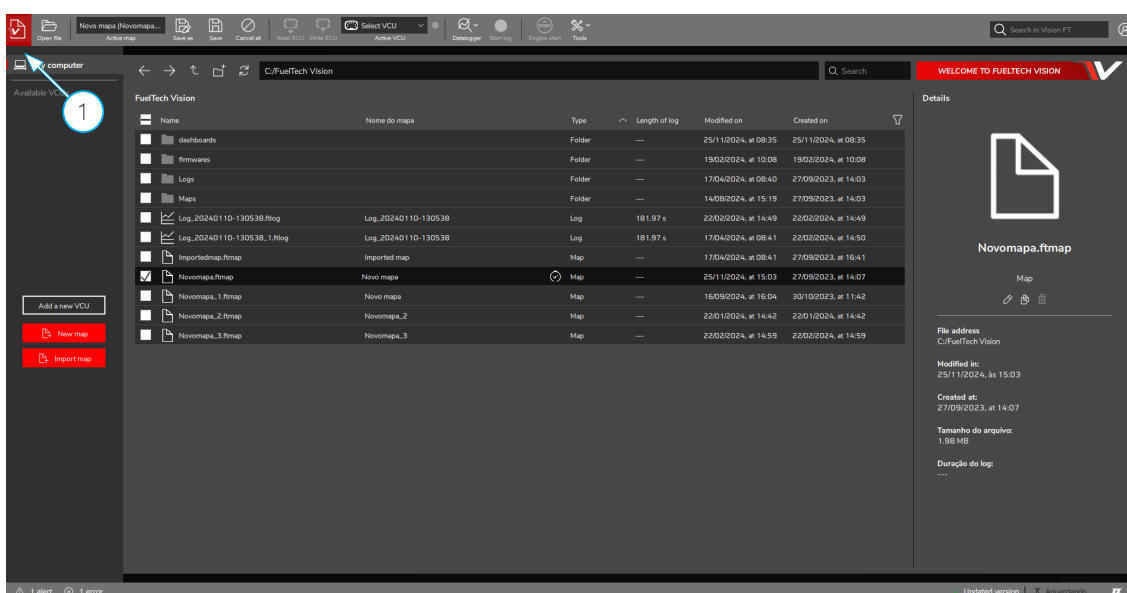 Open file
Novo mapa (Novomapa...
Active map
Save as
Save
Cancel all
Read ECU
Write ECU
Select VCU
Active VCU
Datalogger
Start log
START
Engine start
Tools
Search in Vision FT
My computer
Available VCUs
1
Add a new VCU
New map
Import map
C:/FuelTech Vision
Search
FuelTech Vision
Name Nome do mapa Type Length of log Modified on Created on
dashboards Folder --- 25/11/2024, at 08:35 25/11/2024, at 08:35
firmwares Folder --- 19/02/2024, at 10:08 19/02/2024, at 10:08
Logs Folder --- 17/04/2024, at 08:40 27/09/2023, at 14:03
Maps Folder --- 14/08/2024, at 15:19 27/09/2023, at 14:03
Log_20240110-130538.ftlog Log_20240110-130538 Log 181.97 s 22/02/2024, at 14:49 22/02/2024, at 14:49
Log_20240110-130538_1.ftlog Log_20240110-130538 Log 181.97 s 17/04/2024, at 08:41 22/02/2024, at 14:50
Importedmap.ftmap Imported map Map --- 17/04/2024, at 08:41 27/09/2023, at 16:41
Novomapa.ftmap Novo mapa Map --- 25/11/2024, at 15:03 27/09/2023, at 14:07
Novomapa_1.ftmap Novo mapa Map --- 16/09/2024, at 16:04 30/10/2023, at 11:42
Novomapa_2.ftmap Novomapa_2 Map --- 22/01/2024, at 14:42 22/01/2024, at 14:42
Novomapa_3.ftmap Novomapa_3 Map --- 22/02/2024, at 14:59 22/02/2024, at 14:59
WELCOME TO FUELTECH VISION
Details
Novomapa.ftmap
Map
File address
C:/FuelTech Vision
Modified in:
25/11/2024, às 15:03
Created at:
27/09/2023, at 14:07
Tamanho do arquivo:
1.98 MB
Duração do log:
---
1 alert
1 error
Updated version
Aguardando